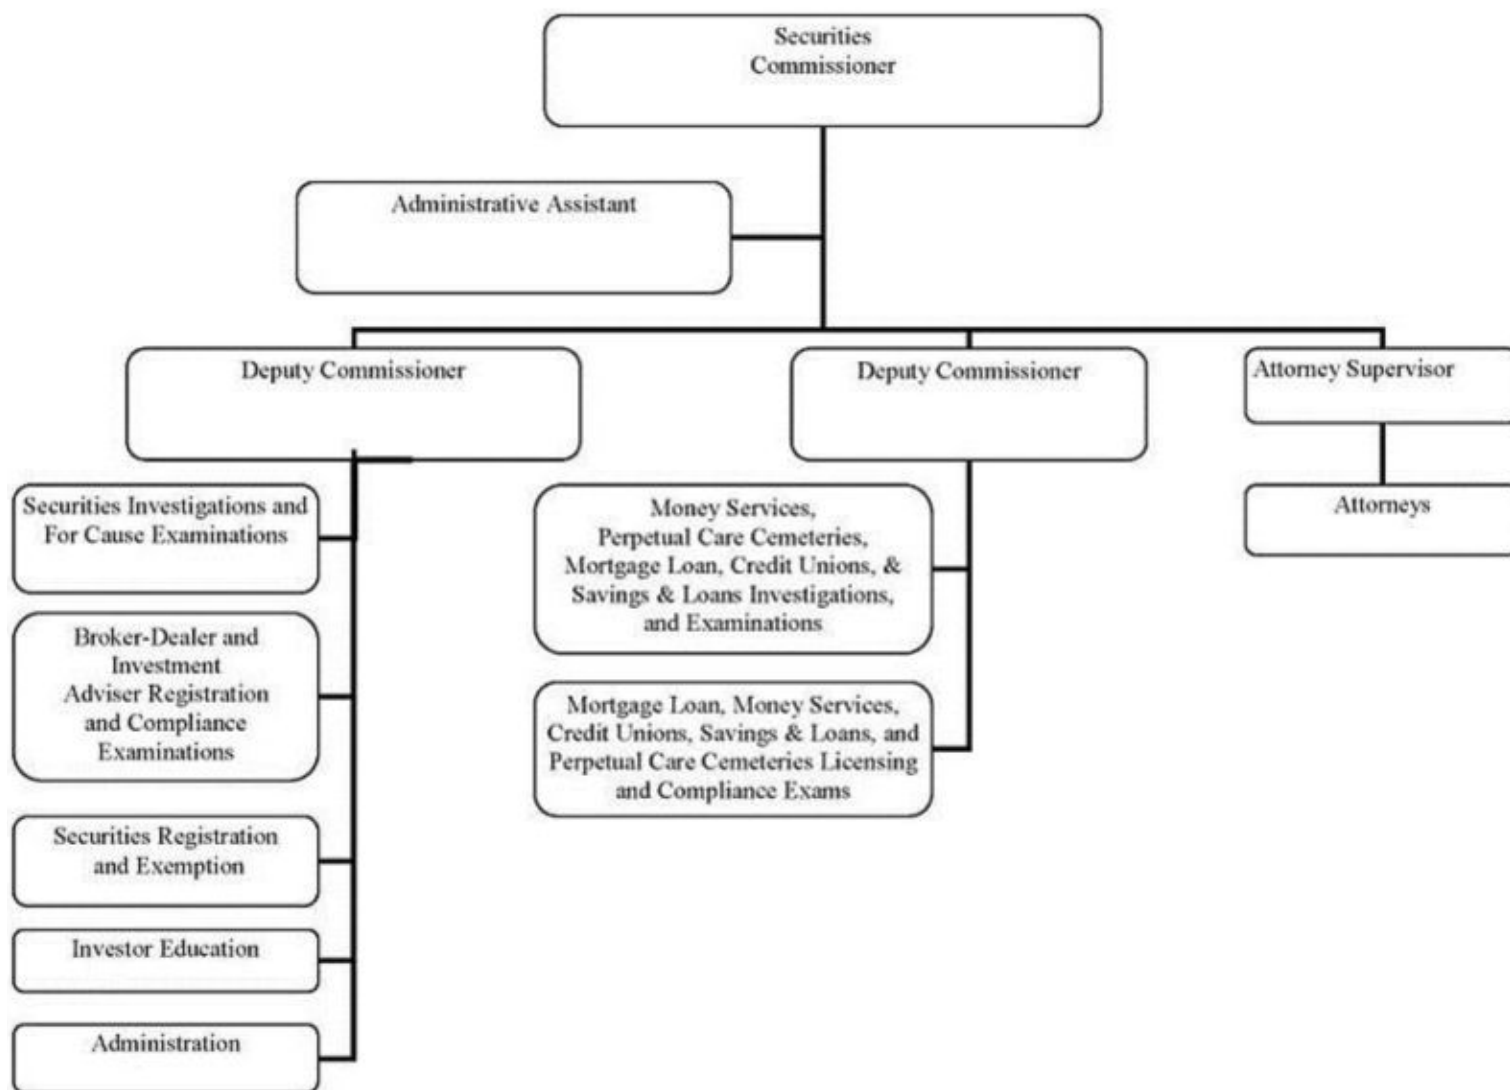 Securities
Commissioner
Administrative Assistant
Deputy Commissioner
Deputy Commissioner
Attorney Supervisor
Securities Investigations and
For Cause Examinations
Broker-Dealer and
Investment
Adviser Registration
and Compliance
Examinations
Securities Registration
and Exemption
Investor Education
Administration
Money Services,
Perpetual Care Cemeteries,
Mortgage Loan, Credit Unions, &
Savings & Loans Investigations,
and Examinations
Mortgage Loan, Money Services,
Credit Unions, Savings & Loans, and
Perpetual Care Cemeteries Licensing
and Compliance Exams
Attorneys